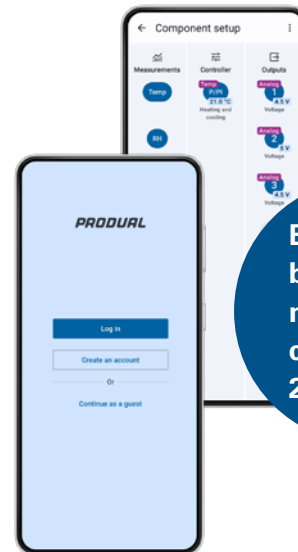 ← Component setup
Measurements
Controller
Outputs
Temp
Temp
P/PI
21.0 °C
Heating and
cooling
Analog
1
4.5 V
Voltage
RH
Analog
2
5 V
Voltage
Analog
3
4.5 V
Voltage
PRODUAL
Log in
Create an account
Or
Continue as a guest